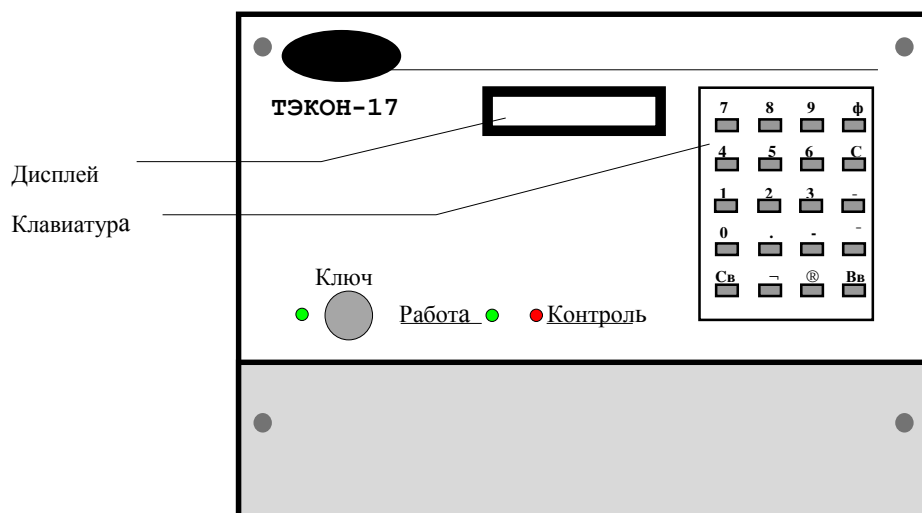 ТЭКОН-17
7 8 9 ф
Дисплей
4 5 6 С
Клавиатура
1 2 3 -
0 . - -
Св ¬ ® Вв
Ключ
Работа
Контроль